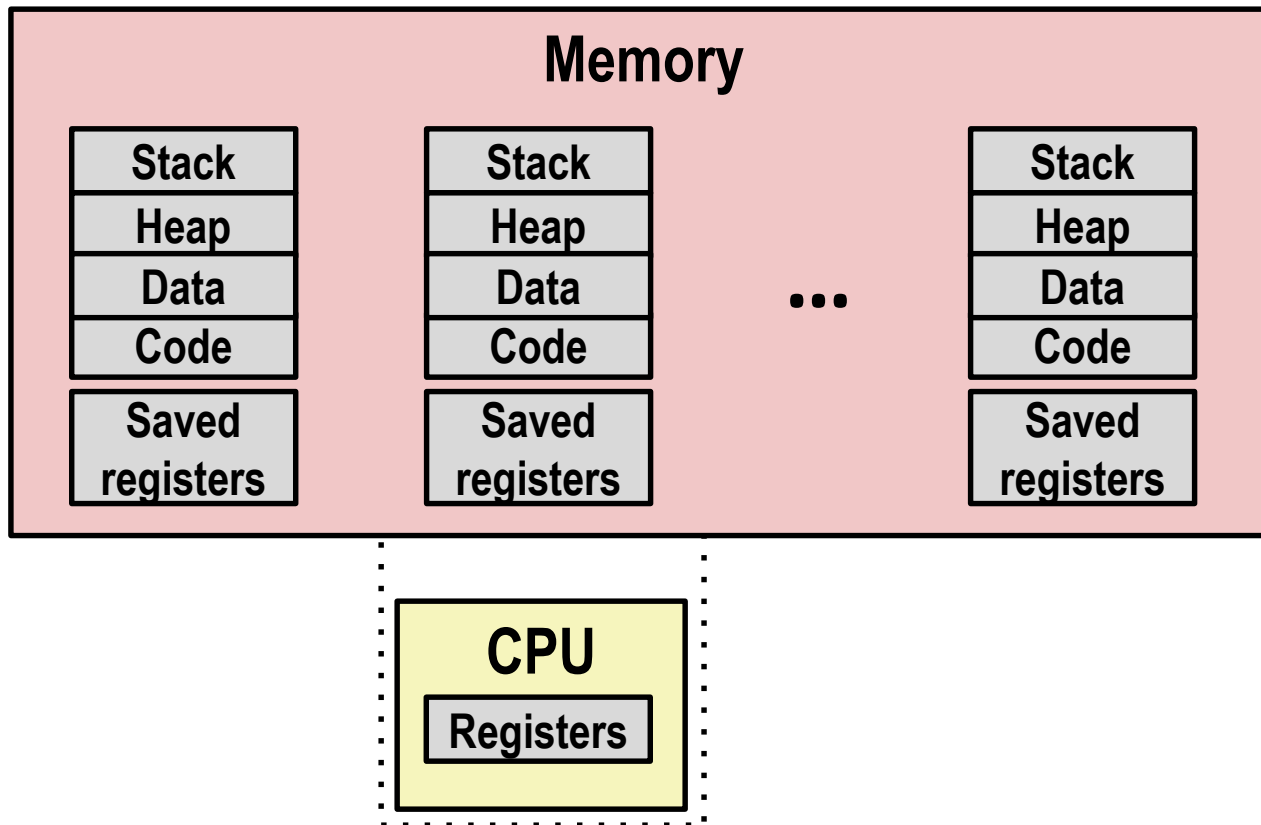 Memory
Stack
Heap
Data
Code
Saved
registers
Stack
Heap
Data
Code
Saved
registers
...
Stack
Heap
Data
Code
Saved
registers
CPU
Registers